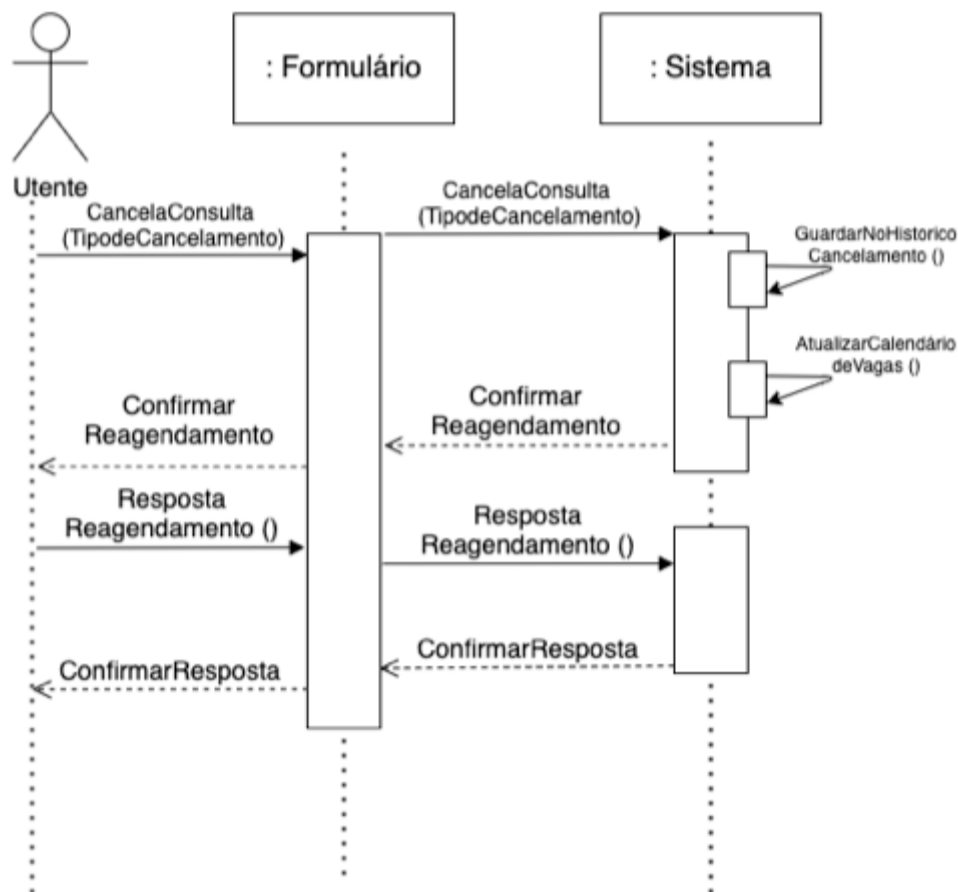 : Formulário
: Sistema
Utente
CancelaConsulta
(TipodeCancelamento)
CancelaConsulta
(TipodeCancelamento)
GuardarNoHistorico
Cancelamento ()
AtualizarCalendário
deVagas ()
Confirmar
Reagendamento
Confirmar
Reagendamento
Resposta
Reagendamento ()
Resposta
Reagendamento ()
ConfirmarResposta
ConfirmarResposta